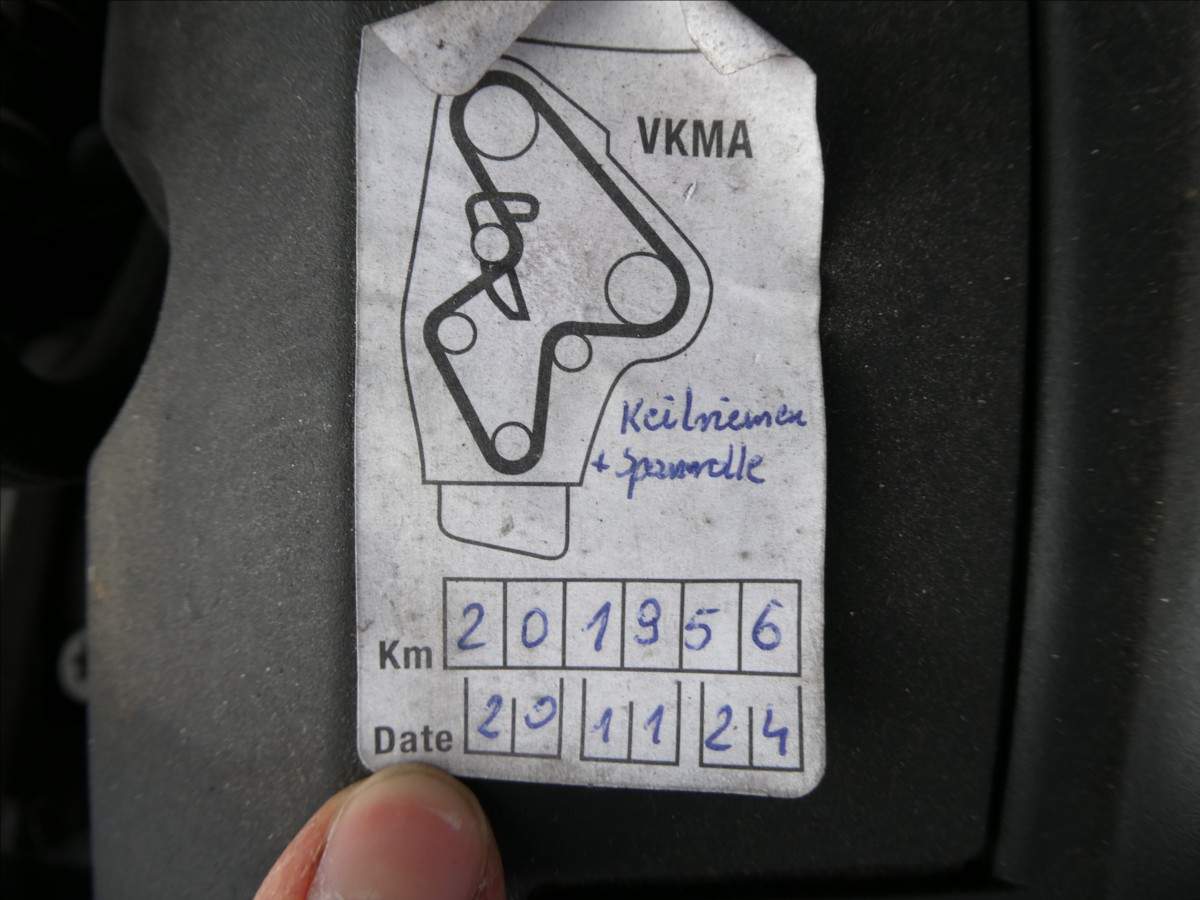 VKMA
Keilriemen
+ Spannrolle
Km 201956
Date 20 11 24